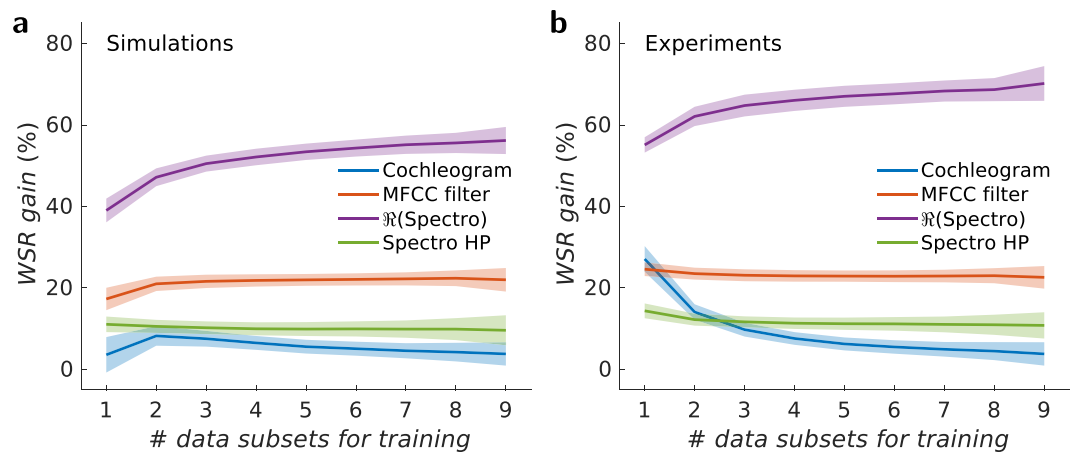 a
Simulations
80
60
40
20
0
WSR gain (%)
Cochleogram
MFCC filter
ℜ(Spectro)
Spectro HP
1 2 3 4 5 6 7 8 9
# data subsets for training
b
Experiments
80
60
40
20
0
WSR gain (%)
Cochleogram
MFCC filter
ℜ(Spectro)
Spectro HP
1 2 3 4 5 6 7 8 9
# data subsets for training